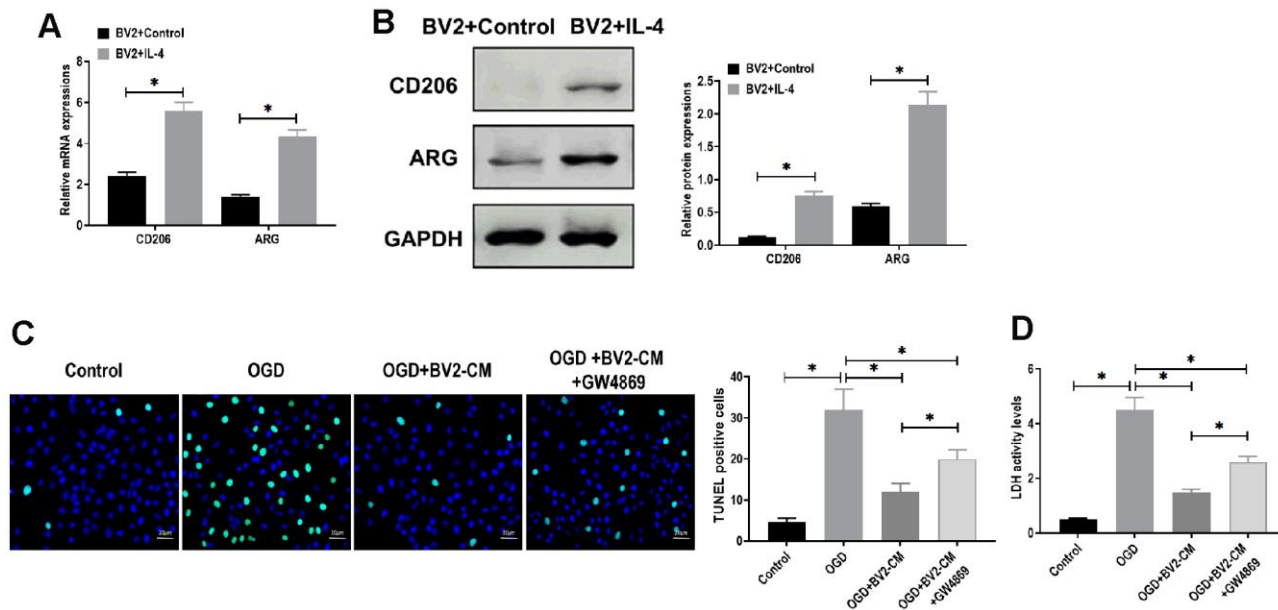 A
BV2+Control
BV2+IL-4
Relative mRNA expressions
8
6
4
2
0
*
*
CD206
ARG
B
BV2+Control BV2+IL-4
CD206
ARG
GAPDH
BV2+Control
BV2+IL-4
Relative protein expressions
2.5
2.0
1.5
1.0
0.5
0.0
*
*
CD206
ARG
C
Control
OGD
OGD+BV2-CM
OGD +BV2-CM
+GW4869
TUNEL positive cells
40
30
20
10
0
*
*
*
*
Control
OGD
OGD+BV2-CM
OGD+BV2-CM
+GW4869
D
LDH activity levels
6
4
2
0
*
*
*
*
Control
OGD
OGD+BV2-CM
OGD+BV2-CM
+GW4869